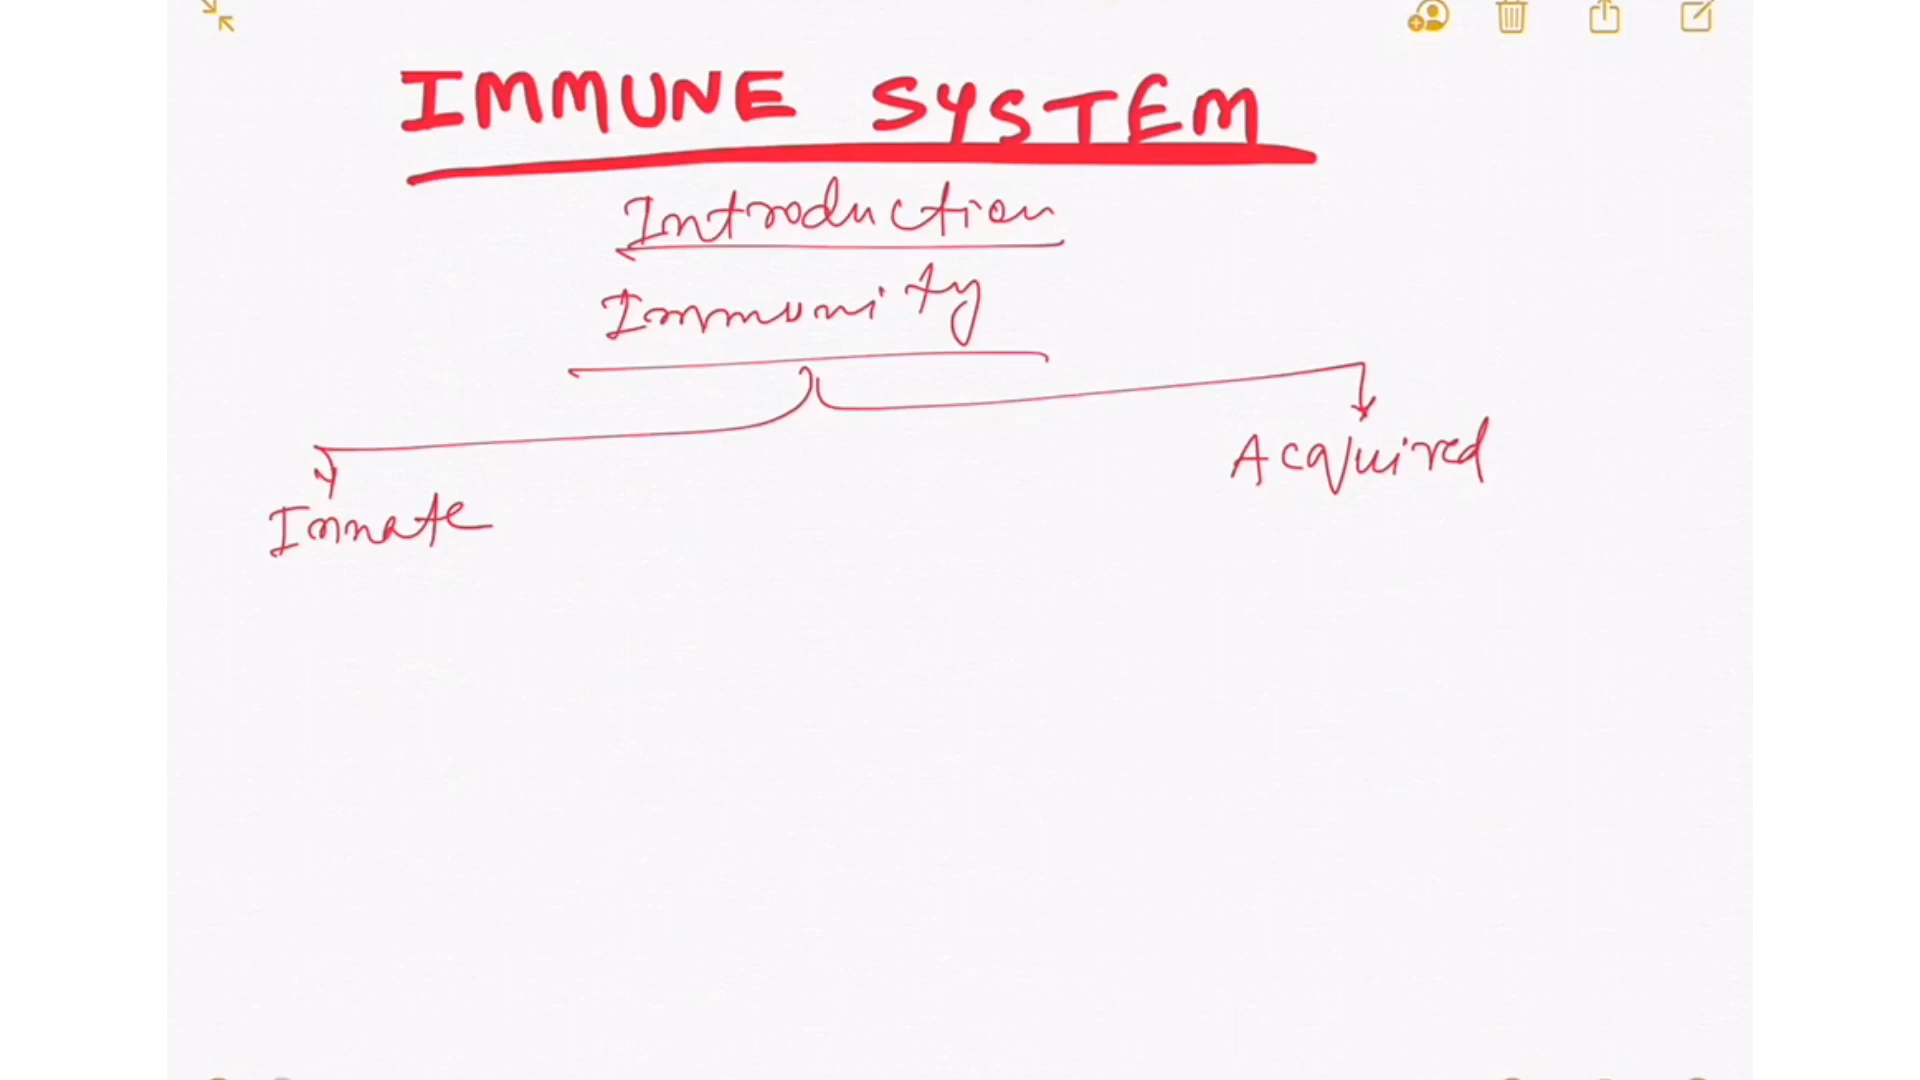 IMMUNE SYSTEM
Introduction
Immunity
Acquired
Innate